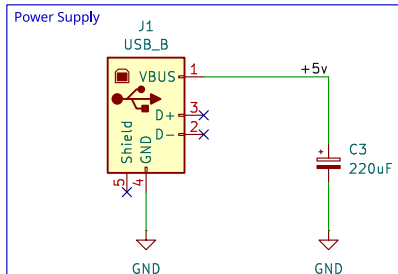 Power Supply
J1
USB_B
VBUS 1 +5v
D+ 3
D- 2
Shield
GND
5
4
C3
220uF
GND
GND